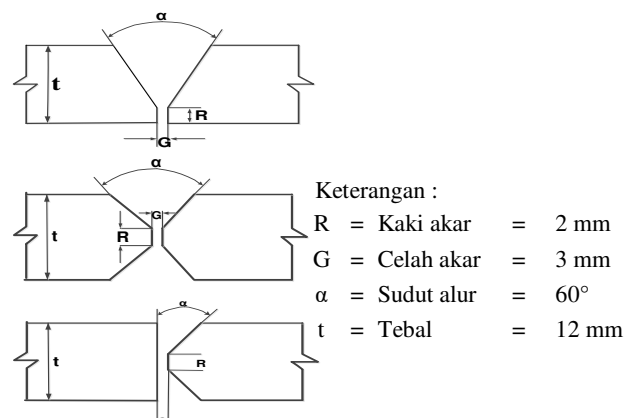 α
t
R
G
α
G
R
t
Keterangan :
R = Kaki akar = 2 mm
G = Celah akar = 3 mm
α = Sudut alur = 60°
t = Tebal = 12 mm
α
t
R